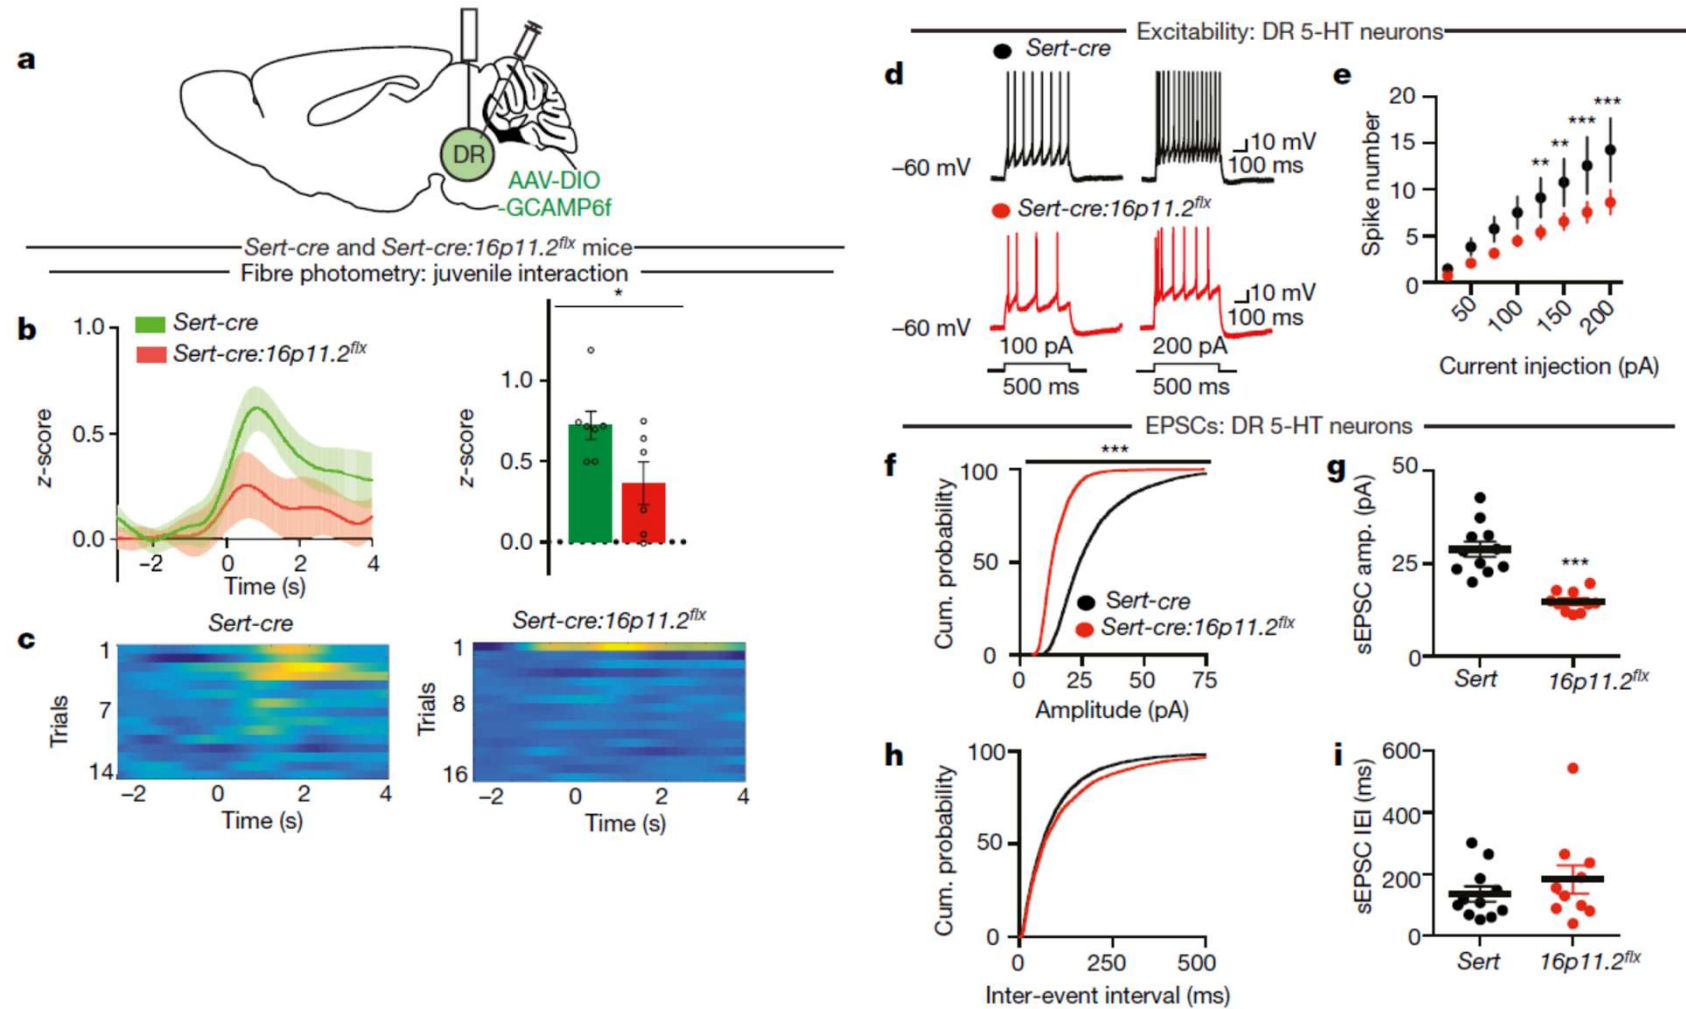 a
DR
AAV-DIO
-GCAMP6f
Sert-cre and Sert-cre:16p11.2flx mice
Fibre photometry: juvenile interaction
b
Sert-cre
Sert-cre:16p11.2flx
z-score
1.0
0.5
0.0
−2
0
2
4
Time (s)
*
z-score
1.0
0.5
0.0
c
Sert-cre
Trials
1
7
14
−2
0
2
4
Time (s)
Sert-cre:16p11.2flx
Trials
1
8
16
−2
0
2
4
Time (s)
Excitability: DR 5-HT neurons
d
Sert-cre
−60 mV
10 mV
100 ms
Sert-cre:16p11.2flx
−60 mV
10 mV
100 ms
100 pA
200 pA
500 ms
500 ms
e
Spike number
20
15
10
5
0
**
**
***
***
50
100
150
200
Current injection (pA)
EPSCs: DR 5-HT neurons
f
***
Cum. probability
100
50
0
Sert-cre
Sert-cre:16p11.2flx
0
25
50
75
Amplitude (pA)
g
sEPSC amp. (pA)
50
25
0
***
Sert
16p11.2flx
h
Cum. probability
100
50
0
0
250
500
Inter-event interval (ms)
i
sEPSC IEI (ms)
600
400
200
0
Sert
16p11.2flx